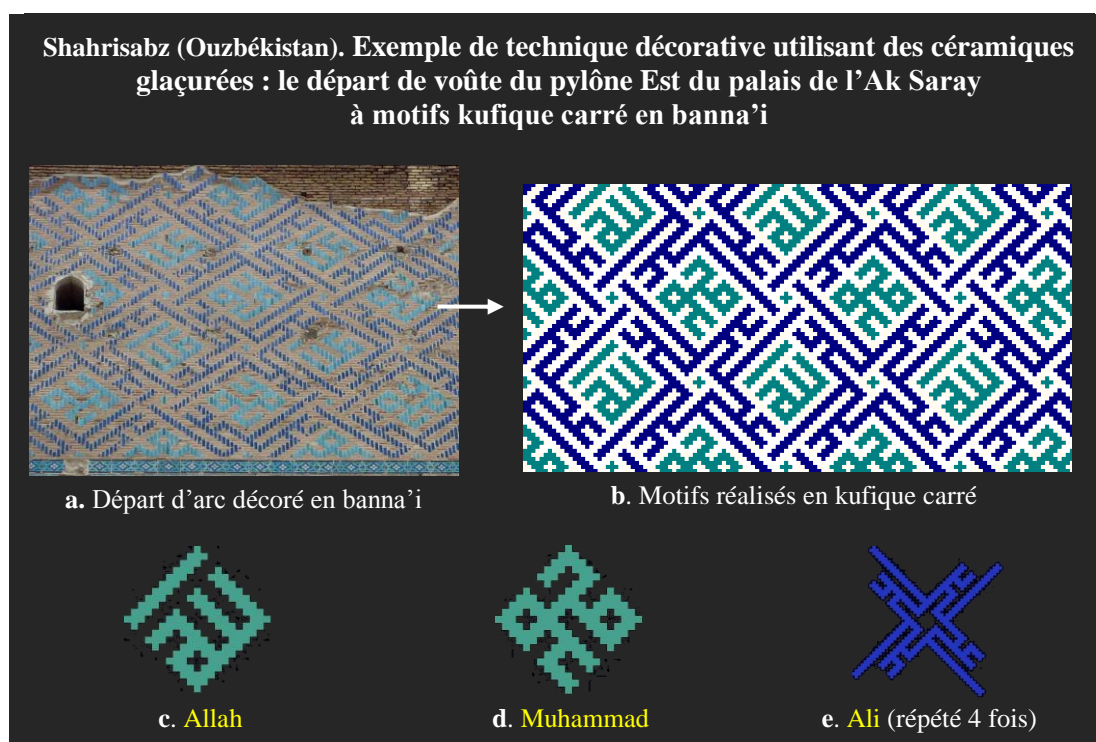 Shahrisabz (Ouzbékistan). Exemple de technique décorative utilisant des céramiques
glaçurées : le départ de voûte du pylône Est du palais de l’Ak Saray
à motifs kufique carré en banna’i
a. Départ d’arc décoré en banna’i
b. Motifs réalisés en kufique carré
c. Allah
d. Muhammad
e. Ali (répété 4 fois)